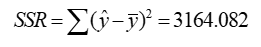 SSR = ∑(ŷ − y̅)² = 3164.082